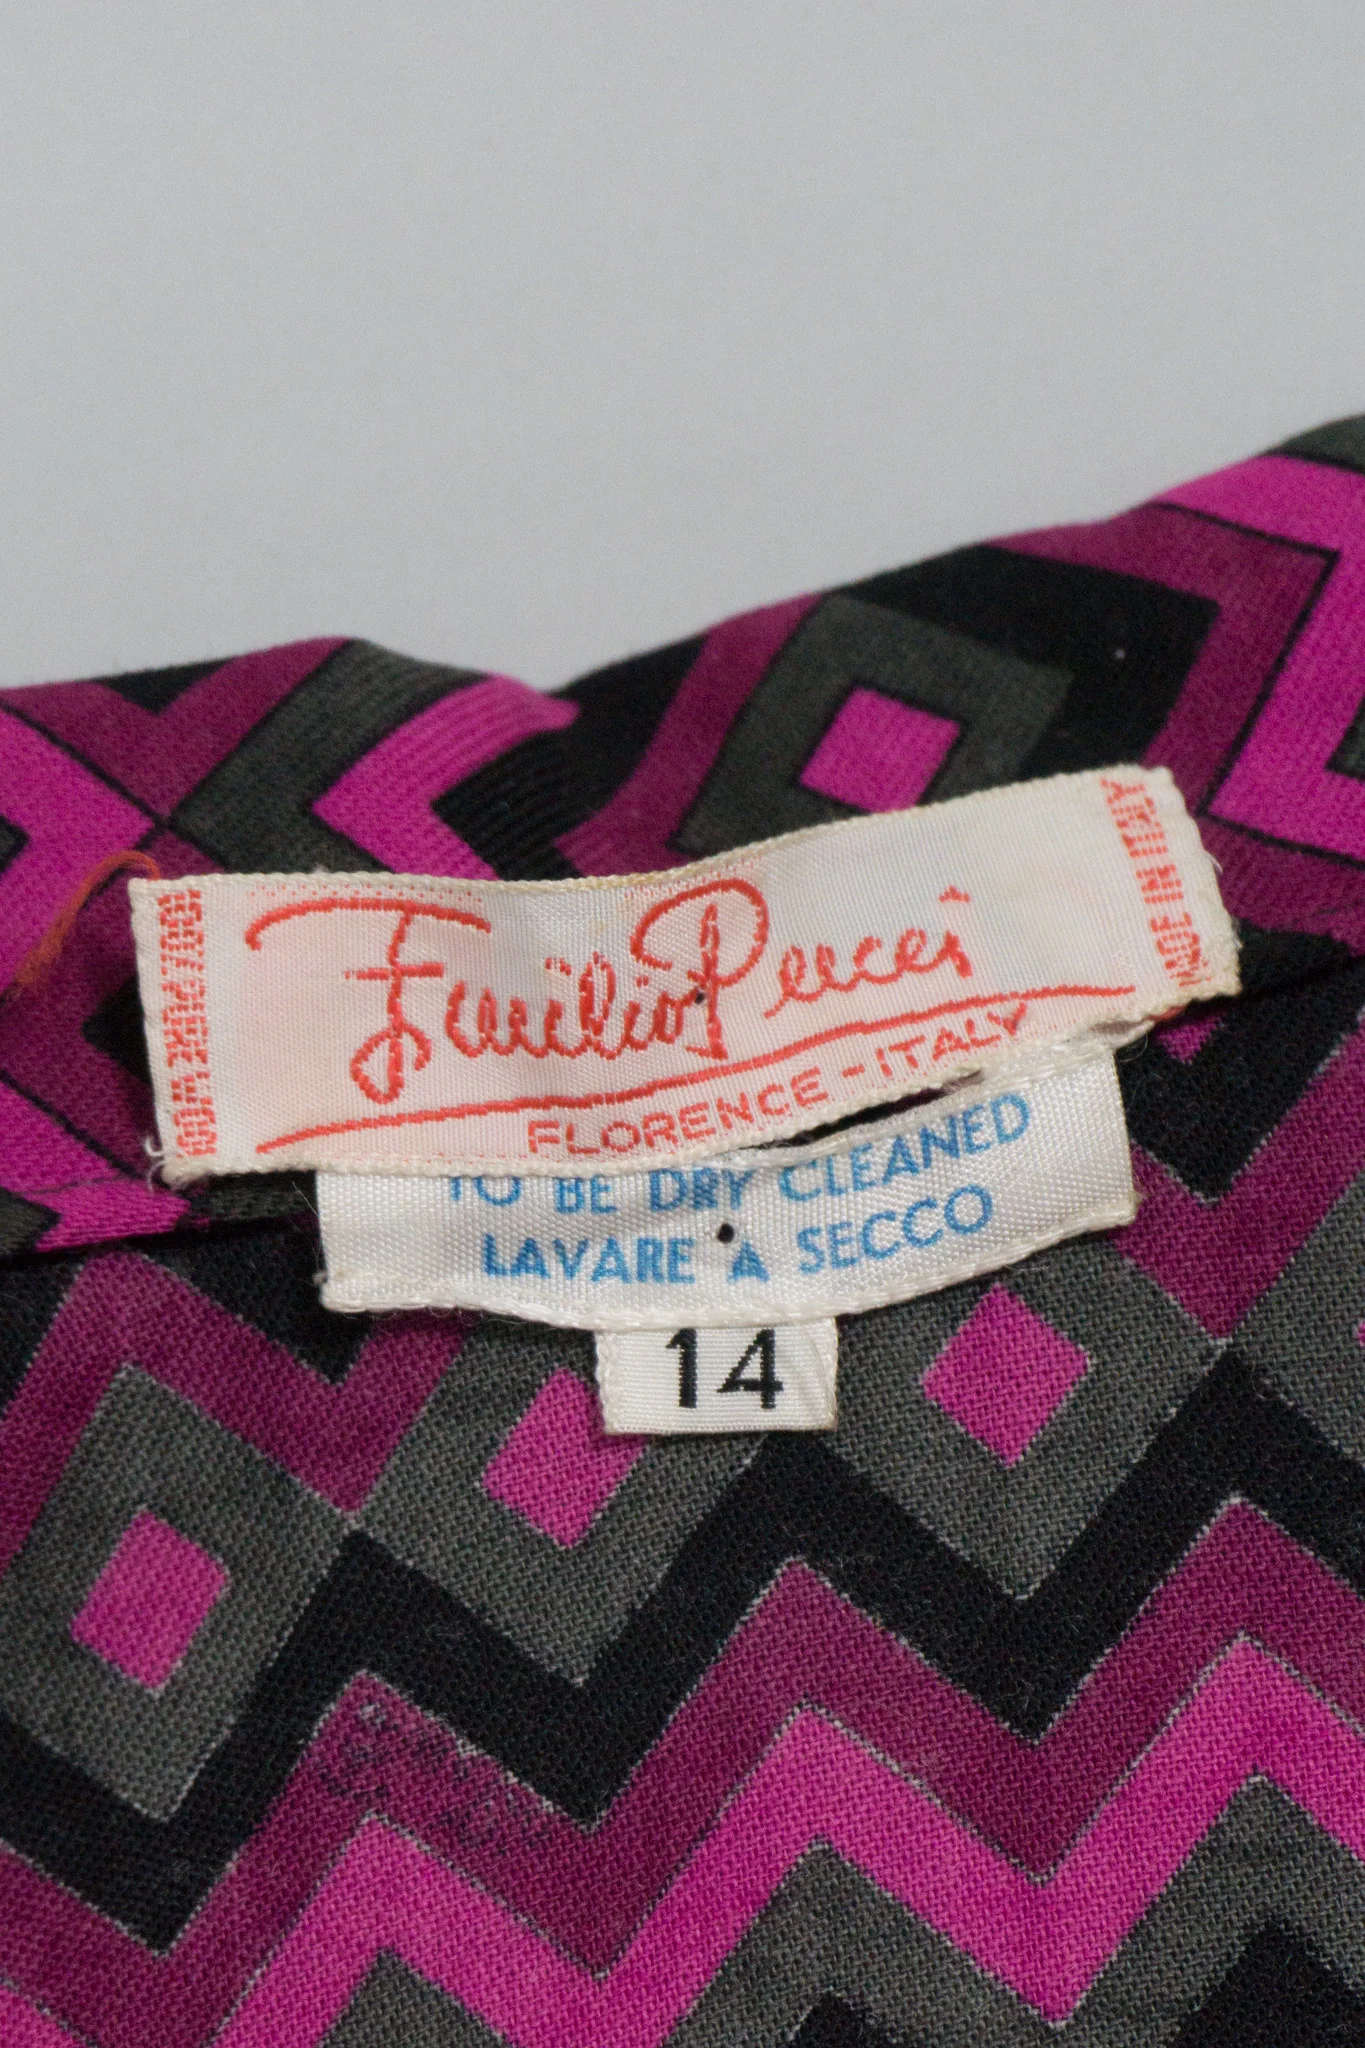 100% PURE WOOL
Emilio Pucci
MADE IN ITALY
FLORENCE - ITALY
TO BE DRY CLEANED
LAVARE A SECCO
14